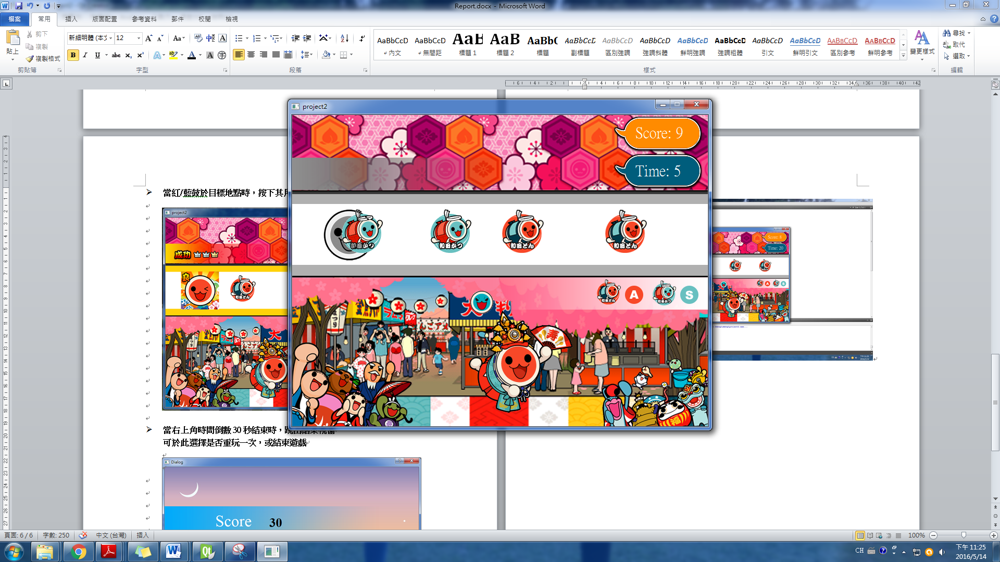 Report.docx - Microsoft Word
檔案 常用 插入 版面配置 參考資料 郵件 校閱 檢視
貼上 剪下
複製
複製格式
新細明體 (本文 12
AaBbCcD AaBbCcD AaB AaB AaBbC AaBbCcD AaBbCcD AaBbCcD AaBbCcD AaBbCcD AaBbCcD AaBbCcD AaBbCcD AaBbCcD
內文 無間距 標題 1 標題 2 標題 副標題 區別強調 強調斜體 鮮明強調 強調粗體 引文 鮮明引文 區別參考 鮮明參考
變更樣式
尋找
取代
選取
剪貼簿 字型 段落 樣式 編輯
project2
Score: 9
Time: 5
和田かつ 和田かつ 和田どん 和田どん
A S
大
寿
當紅/藍鼓於目標地點時，按下其
project2
成功
良
和田どん
大
Score: 8
Time: 20
當右上角時間倒數 30 秒結束時，跳出結束視窗
可於此選擇是否重玩一次，或結束遊戲
Dialog
Score 30
頁面: 6 / 6 字數: 250 中文 (台灣) 插入 100%
CH
下午 11:25
2016/5/14